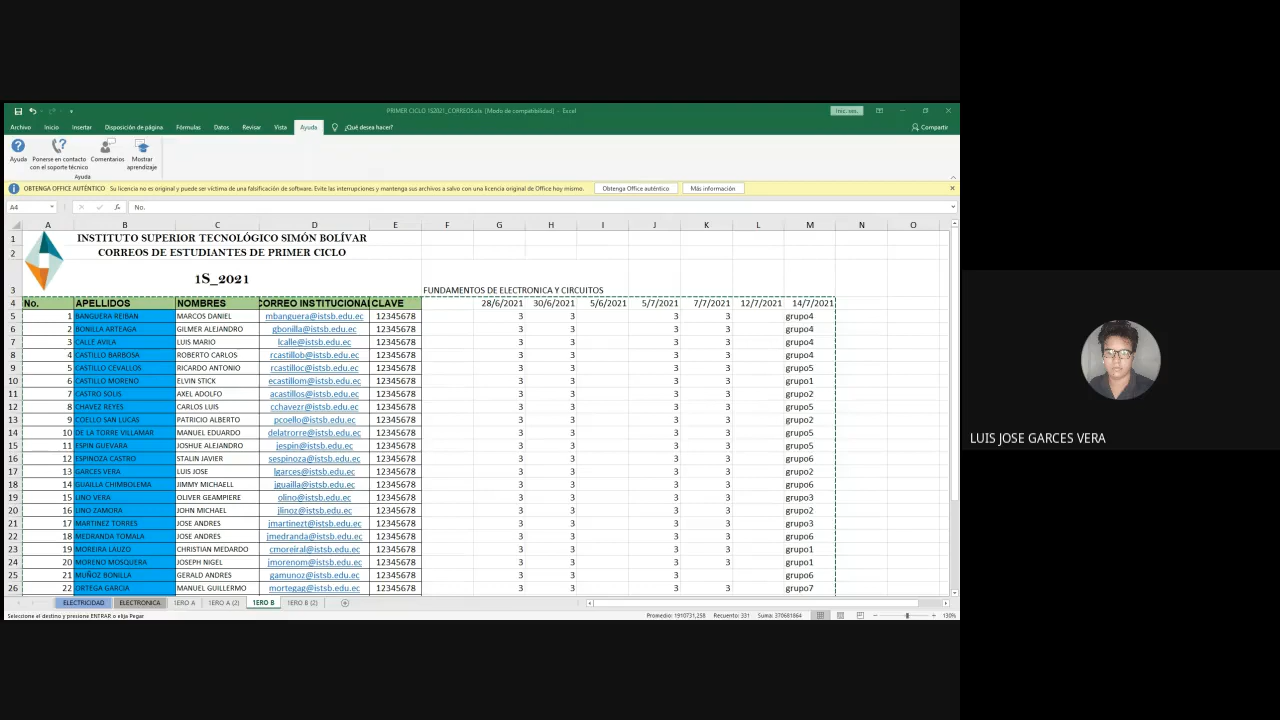 PRIMER CICLO 1S2021_CORREOS.xls [Modo de compatibilidad] - Excel
Inic. ses.
Archivo Inicio Insertar Disposición de página Fórmulas Datos Revisar Vista Ayuda ¿Qué desea hacer? Compartir
Ayuda Ponerse en contacto con el soporte técnico Comentarios Mostrar aprendizaje
Ayuda
OBTENGA OFFICE AUTÉNTICO Su licencia no es original y puede ser víctima de una falsificación de software. Evite las interrupciones y mantenga sus archivos a salvo con una licencia original de Office hoy mismo. Obtenga Office auténtico Más información
A4 fx No.
A B C D E F G H I J K L M N O
1 INSTITUTO SUPERIOR TECNOLÓGICO SIMÓN BOLÍVAR
2 CORREOS DE ESTUDIANTES DE PRIMER CICLO
3 1S_2021 FUNDAMENTOS DE ELECTRONICA Y CIRCUITOS
4 No. APELLIDOS NOMBRES CORREO INSTITUCIONAL CLAVE 28/6/2021 30/6/2021 5/6/2021 5/7/2021 7/7/2021 12/7/2021 14/7/2021
5 1 BANGUERA REIBAN MARCOS DANIEL mbanguera@istsb.edu.ec 12345678 3 3 3 3 grupo4
6 2 BONILLA ARTEAGA GILMER ALEJANDRO gbonilla@istsb.edu.ec 12345678 3 3 3 3 grupo4
7 3 CALLE AVILA LUIS MARIO lcalle@istsb.edu.ec 12345678 3 3 3 3 grupo4
8 4 CASTILLO BARBOSA ROBERTO CARLOS rcastillob@istsb.edu.ec 12345678 3 3 3 3 grupo4
9 5 CASTILLO CEVALLOS RICARDO ANTONIO rcastilloc@istsb.edu.ec 12345678 3 3 3 3 grupo5
10 6 CASTILLO MORENO ELVIN STICK ecastillom@istsb.edu.ec 12345678 3 3 3 3 grupo1
11 7 CASTRO SOLIS AXEL ADOLFO acastillos@istsb.edu.ec 12345678 3 3 3 3 grupo2
12 8 CHAVEZ REYES CARLOS LUIS cchavezr@istsb.edu.ec 12345678 3 3 3 3 grupo5
13 9 COELLO SAN LUCAS PATRICIO ALBERTO pcoello@istsb.edu.ec 12345678 3 3 3 3 grupo2
14 10 DE LA TORRE VILLAMAR MANUEL EDUARDO delatrorre@istsb.edu.ec 12345678 3 3 3 3 grupo5
15 11 ESPIN GUEVARA JOSHUE ALEJANDRO jespin@istsb.edu.ec 12345678 3 3 3 3 grupo5
16 12 ESPINOZA CASTRO STALIN JAVIER sespinoza@istsb.edu.ec 12345678 3 3 3 3 grupo6
17 13 GARCES VERA LUIS JOSE lgarces@istsb.edu.ec 12345678 3 3 3 3 grupo2
18 14 GUAILLA CHIMBOLEMA JIMMY MICHAELL jguailla@istsb.edu.ec 12345678 3 3 3 3 grupo6
19 15 LINO VERA OLIVER GEAMPIERE olino@istsb.edu.ec 12345678 3 3 3 3 grupo3
20 16 LINO ZAMORA JOHN MICHAEL jlinoz@istsb.edu.ec 12345678 3 3 3 3 grupo2
21 17 MARTINEZ TORRES JOSE ANDRES jmartinezt@istsb.edu.ec 12345678 3 3 3 3 grupo3
22 18 MEDRANDA TOMALA JOSE ANDRES jmedranda@istsb.edu.ec 12345678 3 3 3 3 grupo6
23 19 MOREIRA LAUZO CHRISTIAN MEDARDO cmoreiral@istsb.edu.ec 12345678 3 3 3 3 grupo1
24 20 MORENO MOSQUERA JOSEPH NIGEL jmorenom@istsb.edu.ec 12345678 3 3 3 3 grupo1
25 21 MUÑOZ BONILLA GERALD ANDRES gamunoz@istsb.edu.ec 12345678 3 3 3 grupo6
26 22 ORTEGA GARCIA MANUEL GUILLERMO mortegag@istsb.edu.ec 12345678 3 3 3 3 grupo7
ELECTRICIDAD ELECTRONICA 1ERO A 1ERO A (2) 1ERO B 1ERO B (2)
Seleccione el destino y presione ENTRAR o elija Pegar Promedio: 1910731,258 Recuento: 331 Suma: 370681864 130%
LUIS JOSE GARCES VERA